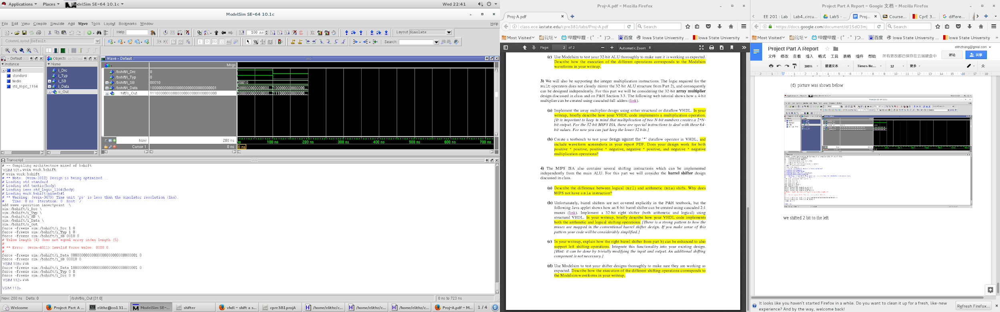 Applications Places ModelSim SE-64 10.1c
Wed 22:41
ModelSim SE-64 10.1c
File Edit View Compile Simulate Add Wave Tools Layout Bookmarks Window
Help
Help
100 ns
Layout Simulate
ColumnLayout Default
Search:
Default
Instance
bshift
standard
textio
std_logic_1164
Objects
Name
i_Drc
i_Typ
i_SB
i_Data
o_Out
Wave - Default
Msgs
/bshift/i_Drc 0
/bshift/i_Typ 0
/bshift/i_SB 00010 00010
/bshift/i_Data
Now 200 ns
Cursor 1 0 ns
100 ns 200 ns 300 ns 400 ns 500 ns 600 ns 700 ns
0 ns
Transcript
# -- Compiling architecture mixed of bshift
VSIM 101> vsim work.bshift
# vsim work.bshift
# ** Note: (vsim-3812) Design is being optimized...
# Loading std.standard
# Loading std.textio(body)
# Loading ieee.std_logic_1164(body)
# Loading work.bshift(mixed)#1
# ** Warning: (vsim-3479) Time unit 'ps' is less than the simulator resolution (1ns).
#    Time: 0 ns  Iteration: 0  Root: /
add wave -position insertpoint  \
sim:/bshift/i_Drc \
sim:/bshift/i_Typ \
sim:/bshift/i_SB \
sim:/bshift/i_Data \
sim:/bshift/o_Out
force -freeze sim:/bshift/i_Drc 1 0
force -freeze sim:/bshift/i_Typ 1 0
force -freeze sim:/bshift/i_SB 0010 0
# Value length (4) does not equal array index length (5).
#
# ** Error: (vsim-4011) Invalid force value: 0010 0.
#
force -freeze sim:/bshift/i_Data 00000000000000000000000000000001 0
force -freeze sim:/bshift/i_SB 00010 0
VSIM 108> run
force -freeze sim:/bshift/i_Data 10000000000000000000000000000001 0
force -freeze sim:/bshift/i_Typ 0 0
force -freeze sim:/bshift/i_Drc 0 0
VSIM 112> run
VSIM 113>
Now: 200 ns  Delta: 0
/bshift/o_Out [31:0]
0 ns to 723 ns
Welcome
Project Part A ...
elithz@co131...
ModelSim SE-...
shifter
vhdl - shift a s...
cpre381projA
/home/elithz/c...
/home/elithz/c...
/home/elithz/c...
Proj-A.pdf - M...
1 / 4
1
Proj-A.pdf - Mozilla Firefox
Proj-A.pdf
class.ece.iastate.edu/cpre381/labs/Proj-A.pdf
Search
Most Visited 论坛 哔哩哔哩 - ( ゜- ゜)つ... 百度 Iowa State University ... Iowa State University
Page: 2 of 2
Automatic Zoom
(c) Use Modelsim to test your 32-bit ALU thoroughly to make sure it is working as expected.
Describe how the execution of the different operations corresponds to the Modelsim
waveforms in your writeup.
3) We will also be supporting the integer multiplication instructions. The logic required for the
mult operators does not closely mirror the 32-bit ALU structure from Part 2), and consequently
can be designed independently. For this part we will be considering the 32-bit array multiplier
design discussed in class and on P&H Section 3.3. The following web tutorial shows how a 4-bit
multiplier can be created using cascaded full adders (link).
(a) Implement the array multiplier design using either structural or dataflow VHDL. In your
writeup, briefly describe how your VHDL code implements a multiplication operation.
[It is important to keep in mind that multiplication of two N-bit numbers creates a 2*N-
bit output. For the 32-bit MIPS ISA, there are special instructions to deal with these 64-
bit values. For now you can just keep the lower 32 bits.]
(b) Create a testbench to test your design against the '*' dataflow operator in VHDL, and
include waveform screenshots in your report PDF. Does your design work for both
positive * positive, positive * negative, negative * positive, and negative * negative
multiplication operations?
4) The MIPS ISA also contains several shifting instructions which can be implemented
independently from the main ALU. For this part we will consider the barrel shifter design
discussed in class.
(a) Describe the difference between logical (srl) and arithmetic (sra) shifts. Why does
MIPS not have a sla instruction?
(b) Unfortunately, barrel shifters are not covered explicitly in the P&H textbook, but the
following Java applet shows how an 8-bit barrel shifter can be created using cascaded 2:1
muxes (link). Implement a 32-bit right shifter (both arithmetic and logical) using
structural VHDL. In your writeup, briefly describe how your VHDL code implements
both the arithmetic and logical shifting operations. [There is a strong pattern to how the
muxes are mapped in the conventional barrel shifter design. If you make sense of this
pattern your code will be considerably simplified.]
(c) In your writeup, explain how the right barrel shifter from part b) can be enhanced to also
support left shifting operations. Integrate this functionality into your existing design.
[Hint: it can be done by trivially modifying the input and output. An additional shifting
component is not necessary.]
(d) Use Modelsim to test your shifter designs thoroughly to make sure they are working as
expected. Describe how the execution of the different shifting operations corresponds to
the Modelsim waveforms in your writeup.
Project Part A Report - Google 文档 - Mozilla Firefox
EE 201 : Lab
Lab4_circu...
Lab5 - ...
Proj...
Course...
CprE 3...
differe...
https://docs.google.com/document/d/1SdO3mj
Search
Most Visited 论坛 哔哩哔哩 - ( ゜- ゜)つ... 百度 Iowa State University ... Iowa State University
Project Part A Report
elithzhang@gmail.com
文件 修改 查看 插入 格式 工具 表格 插件 帮助 所有更改都已保存在云端硬盘中
评论
共享
100% 普通文本 Times Ne... 12 更多
2 1 1 2 3 4 5 6 7 8 9 10 11 12 13 14 15 16 17 18
(d) picture was shown below
we shifted 2 bit to the left
It looks like you haven't started Firefox in a while. Do you want to clean it up for a fresh, like-new
experience? And by the way, welcome back!
Refresh Firefox...